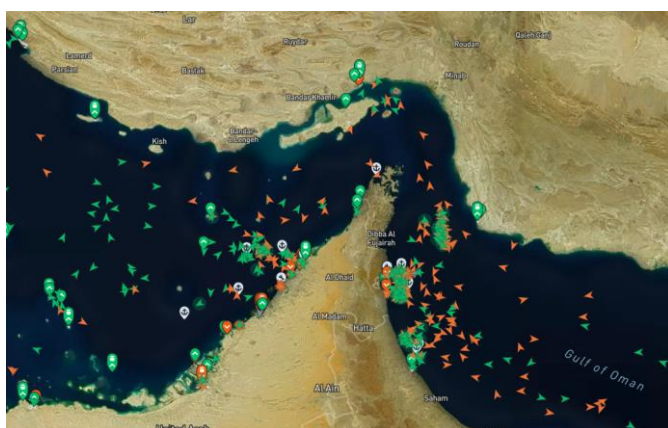 Lar
Lamerd
Parsian
Bastak
Roudan
Qaleh Ganj
Minab
Bandar Khamir
Bandar-
e-Lengeh
Kish
Dibba Al
Fujairah
Al Dhaid
Al Madam
Hatta
Gulf of Oman
Al Ain
Saham